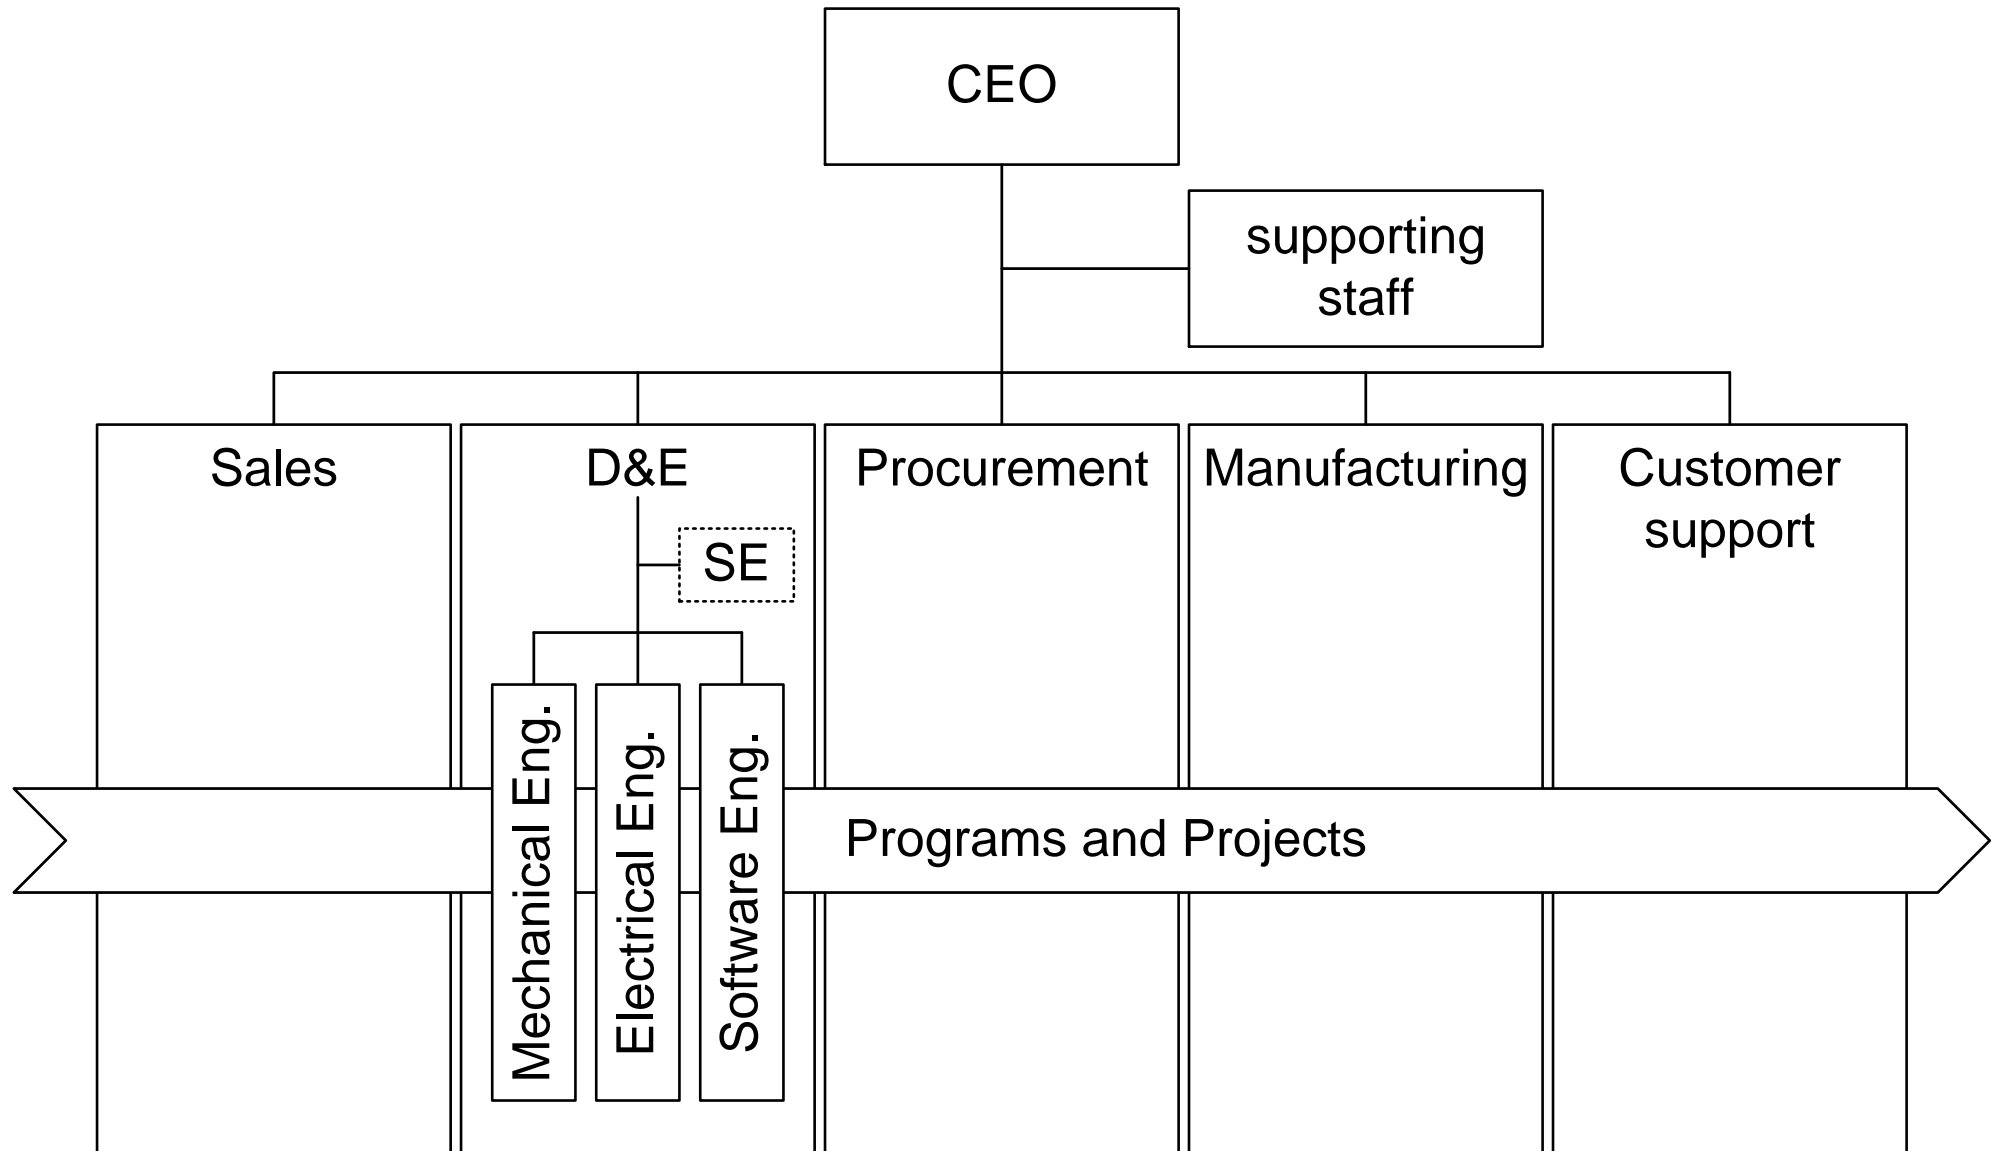 CEO
supporting
staff
Sales
D&E
Procurement
Manufacturing
Customer
support
SE
Mechanical Eng.
Electrical Eng.
Software Eng.
Programs and Projects